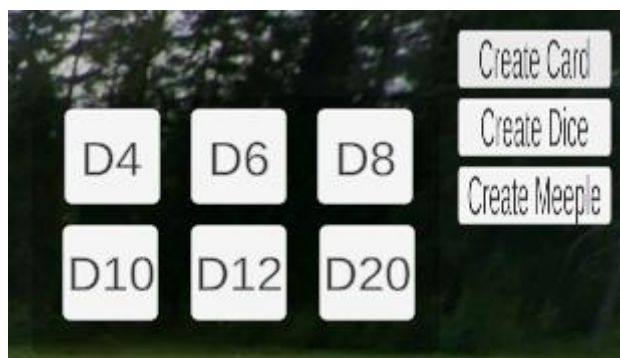 Create Card
Create Dice
Create Meeple
D4 D6 D8
D10 D12 D20